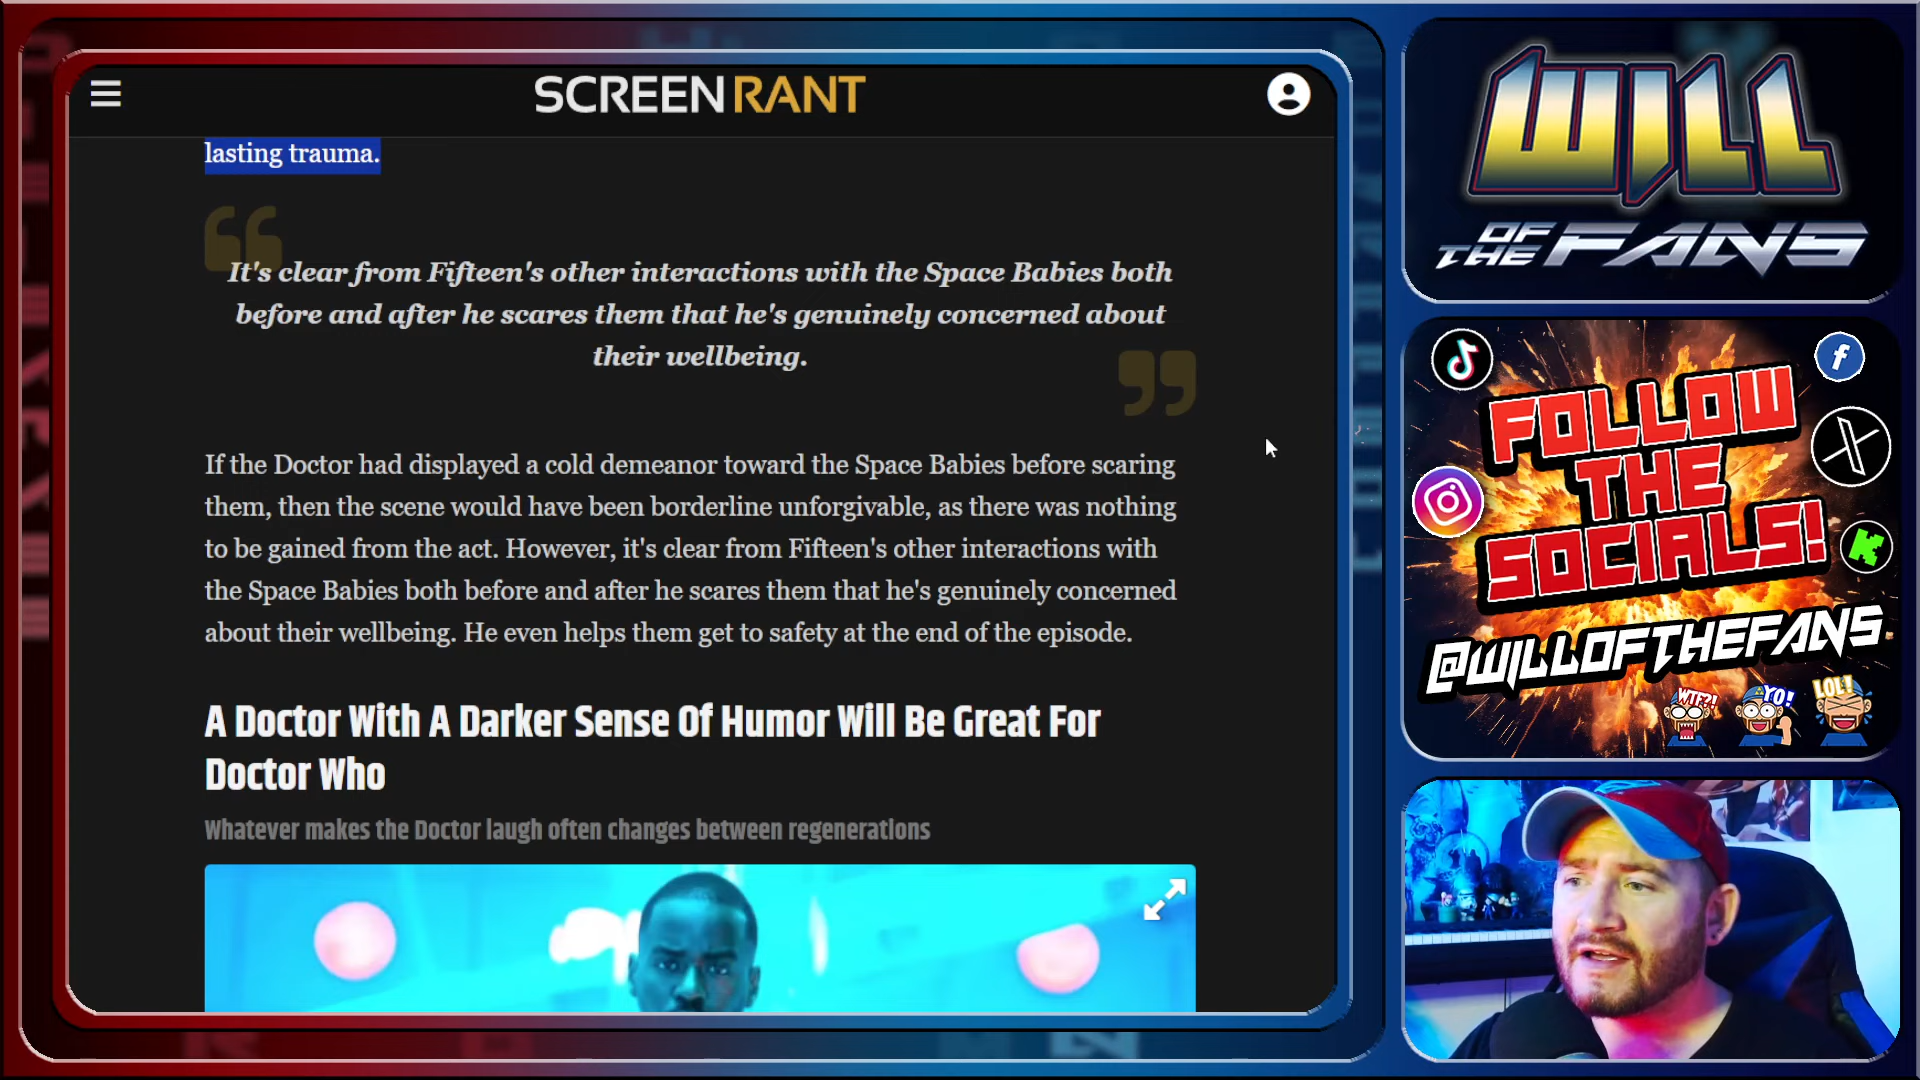 SCREENRANT
lasting trauma.
It's clear from Fifteen's other interactions with the Space Babies both
before and after he scares them that he's genuinely concerned about
their wellbeing.
If the Doctor had displayed a cold demeanor toward the Space Babies before scaring
them, then the scene would have been borderline unforgivable, as there was nothing
to be gained from the act. However, it's clear from Fifteen's other interactions with
the Space Babies both before and after he scares them that he's genuinely concerned
about their wellbeing. He even helps them get to safety at the end of the episode.
A Doctor With A Darker Sense Of Humor Will Be Great For
Doctor Who
Whatever makes the Doctor laugh often changes between regenerations
WILL
OF THE FANS
FOLLOW
THE
SOCIALS!
@WILLOFTHEFANS
WTF?!
YO!
LOL!